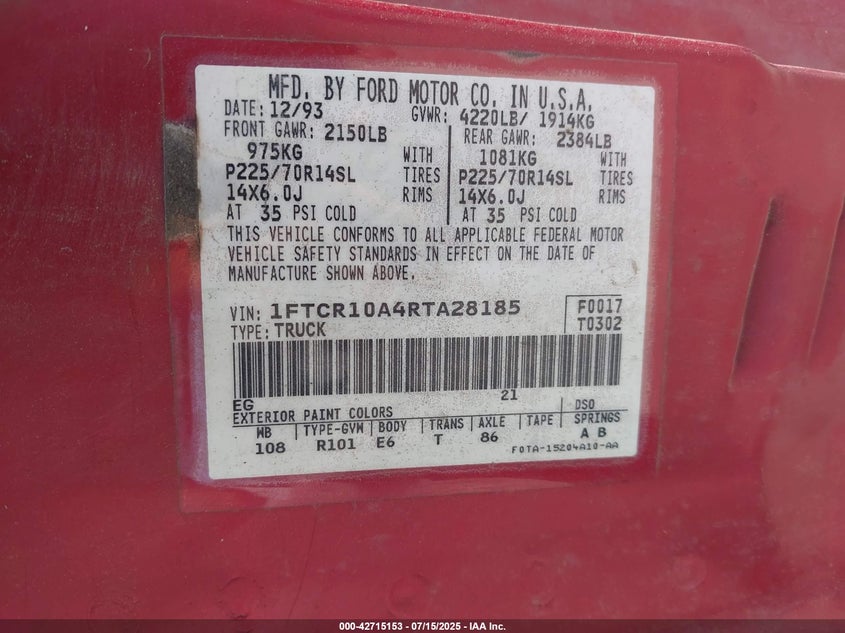 MFD. BY FORD MOTOR CO. IN U.S.A.
DATE: 12/93 GVWR: 4220LB/ 1914KG
FRONT GAWR: 2150LB REAR GAWR: 2384LB
975KG WITH 1081KG WITH
P225/70R14SL TIRES P225/70R14SL TIRES
14X6.0J RIMS 14X6.0J RIMS
AT 35 PSI COLD AT 35 PSI COLD
THIS VEHICLE CONFORMS TO ALL APPLICABLE FEDERAL MOTOR
VEHICLE SAFETY STANDARDS IN EFFECT ON THE DATE OF
MANUFACTURE SHOWN ABOVE.
VIN: 1FTCR10A4RTA28185 F0017
TYPE: TRUCK T0302
EG 21
EXTERIOR PAINT COLORS DSO
WB TYPE-GVM BODY TRANS AXLE TAPE SPRINGS
108 R101 E6 T 86 A B
F0TA-15204A10-AA
000-42715153 | 07/15/2025 | IAA Inc.